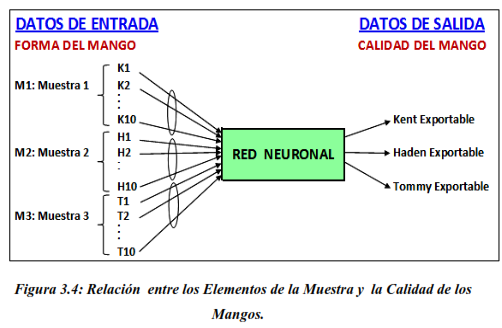 DATOS DE ENTRADA
FORMA DEL MANGO
DATOS DE SALIDA
CALIDAD DEL MANGO
M1: Muestra 1
K1
K2
:
K10
M2: Muestra 2
H1
H2
:
H10
M3: Muestra 3
T1
T2
:
T10
RED NEURONAL
Kent Exportable
Haden Exportable
Tommy Exportable
Figura 3.4: Relación entre los Elementos de la Muestra y la Calidad de los
Mangos.